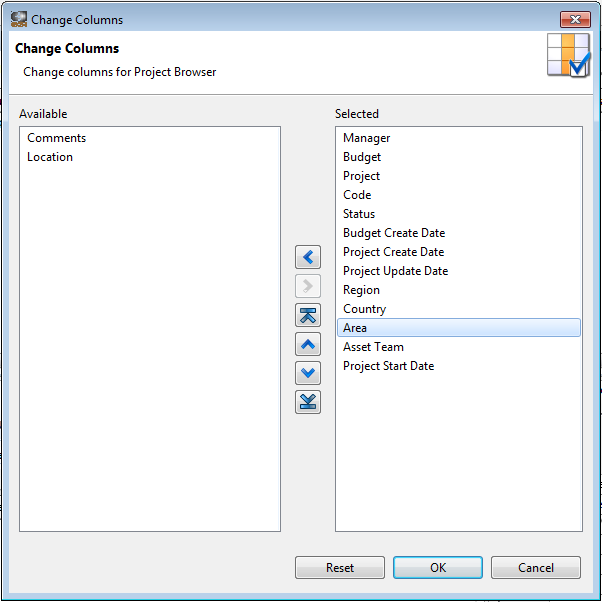 Change Columns
Change Columns
Change columns for Project Browser
Available
Comments
Location
Selected
Manager
Budget
Project
Code
Status
Budget Create Date
Project Create Date
Project Update Date
Region
Country
Area
Asset Team
Project Start Date
Reset
OK
Cancel